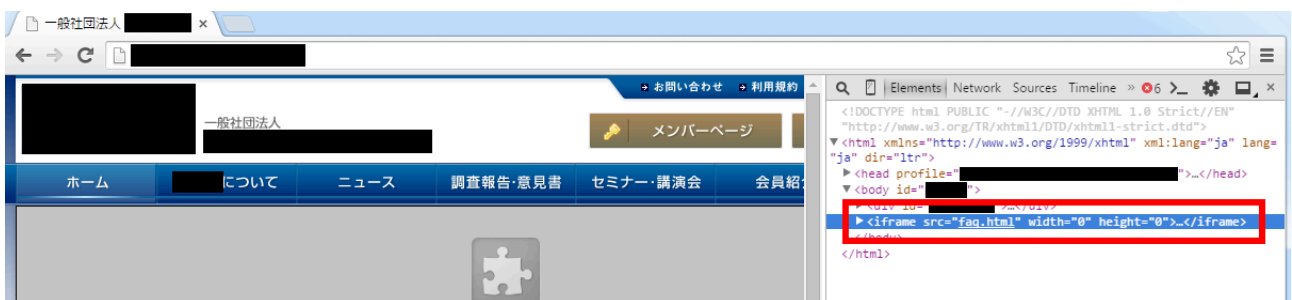 一般社団法人 ×
お問い合わせ 利用規約
一般社団法人
メンバーページ
ホーム について ニュース 調査報告・意見書 セミナー・講演会 会員紹
Elements Network Sources Timeline » 6 >_ ×
<!DOCTYPE html PUBLIC "-//W3C//DTD XHTML 1.0 Strict//EN"
"http://www.w3.org/TR/xhtml1/DTD/xhtml1-strict.dtd">
▼<html xmlns="http://www.w3.org/1999/xhtml" xml:lang="ja" lang=
"ja" dir="ltr">
▶<head profile=" ">…</head>
▼<body id=" ">
▶<div id=" ">…</div>
▶<iframe src="faq.html" width="0" height="0">…</iframe>
</body>
</html>